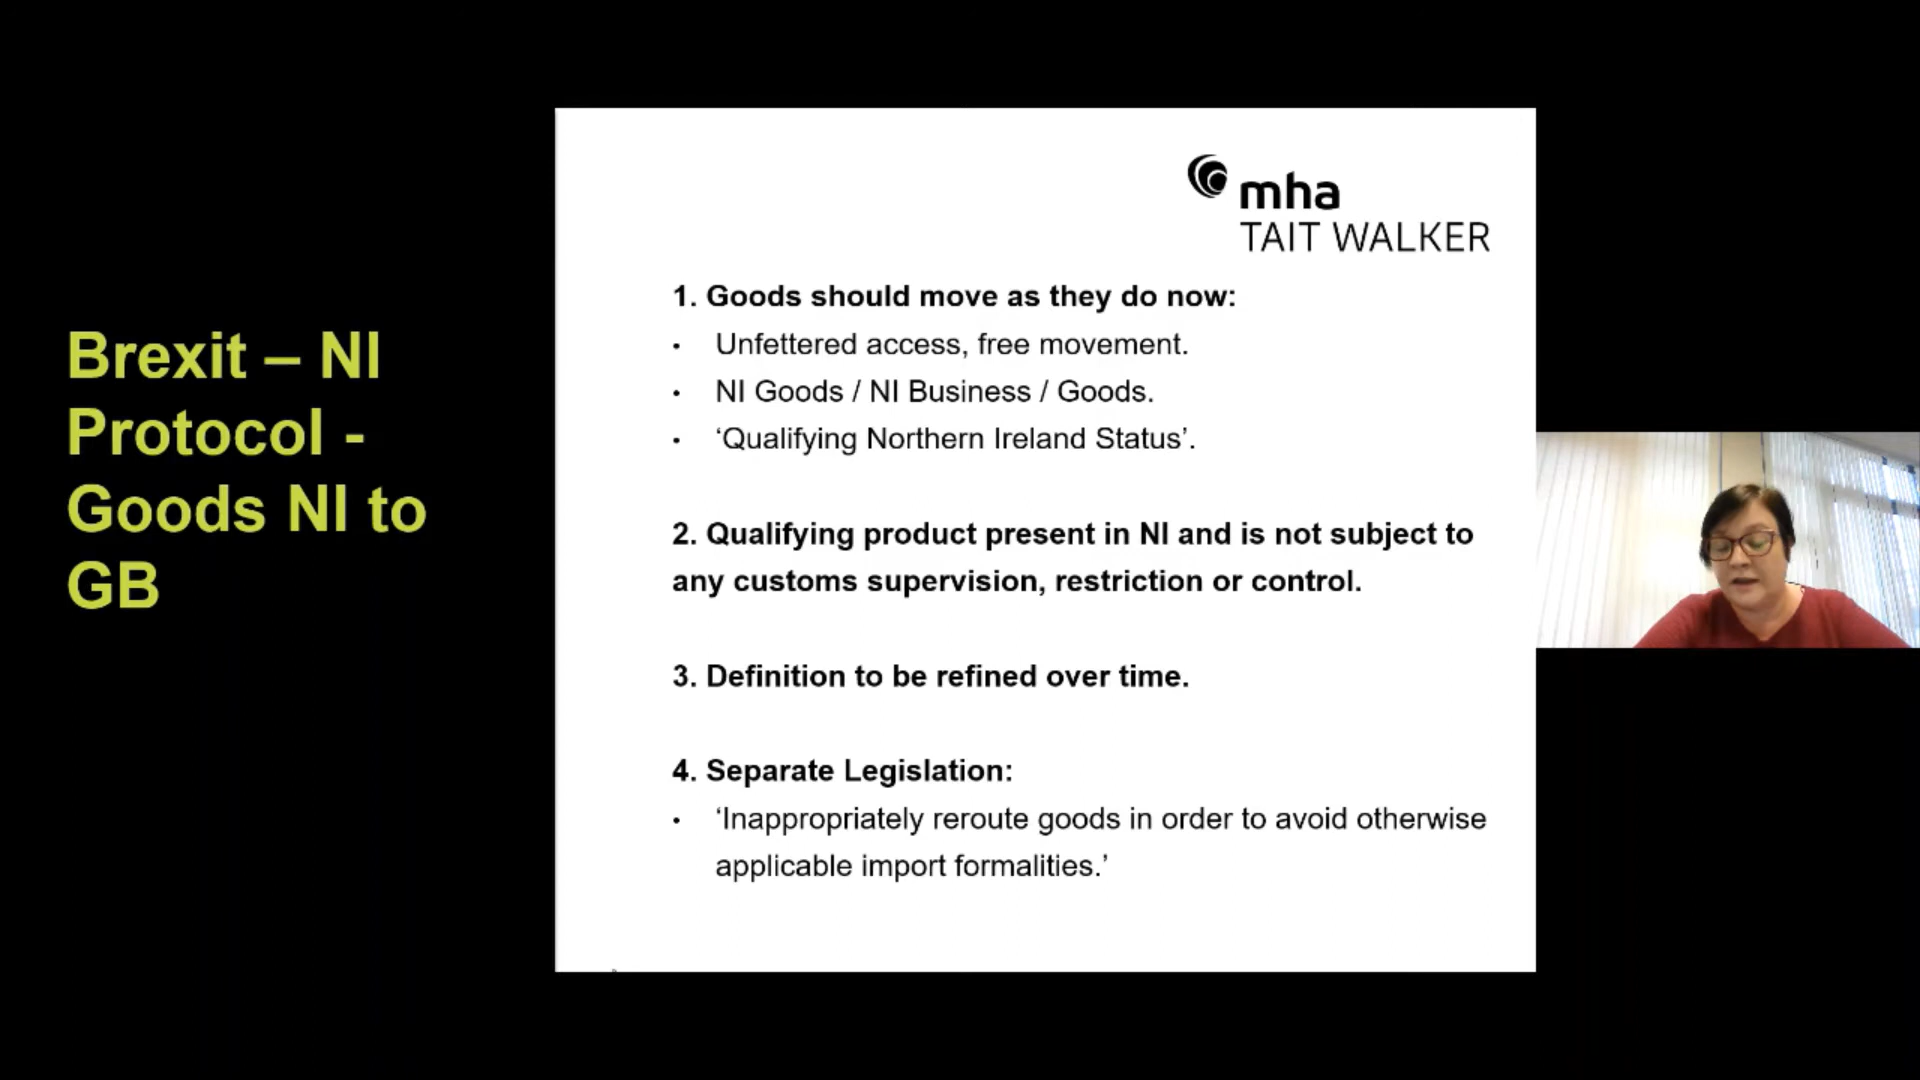 Brexit – NI
Protocol -
Goods NI to
GB
mha
TAIT WALKER
1. Goods should move as they do now:
• Unfettered access, free movement.
• NI Goods / NI Business / Goods.
• ‘Qualifying Northern Ireland Status’.
2. Qualifying product present in NI and is not subject to
any customs supervision, restriction or control.
3. Definition to be refined over time.
4. Separate Legislation:
• ‘Inappropriately reroute goods in order to avoid otherwise
applicable import formalities.’